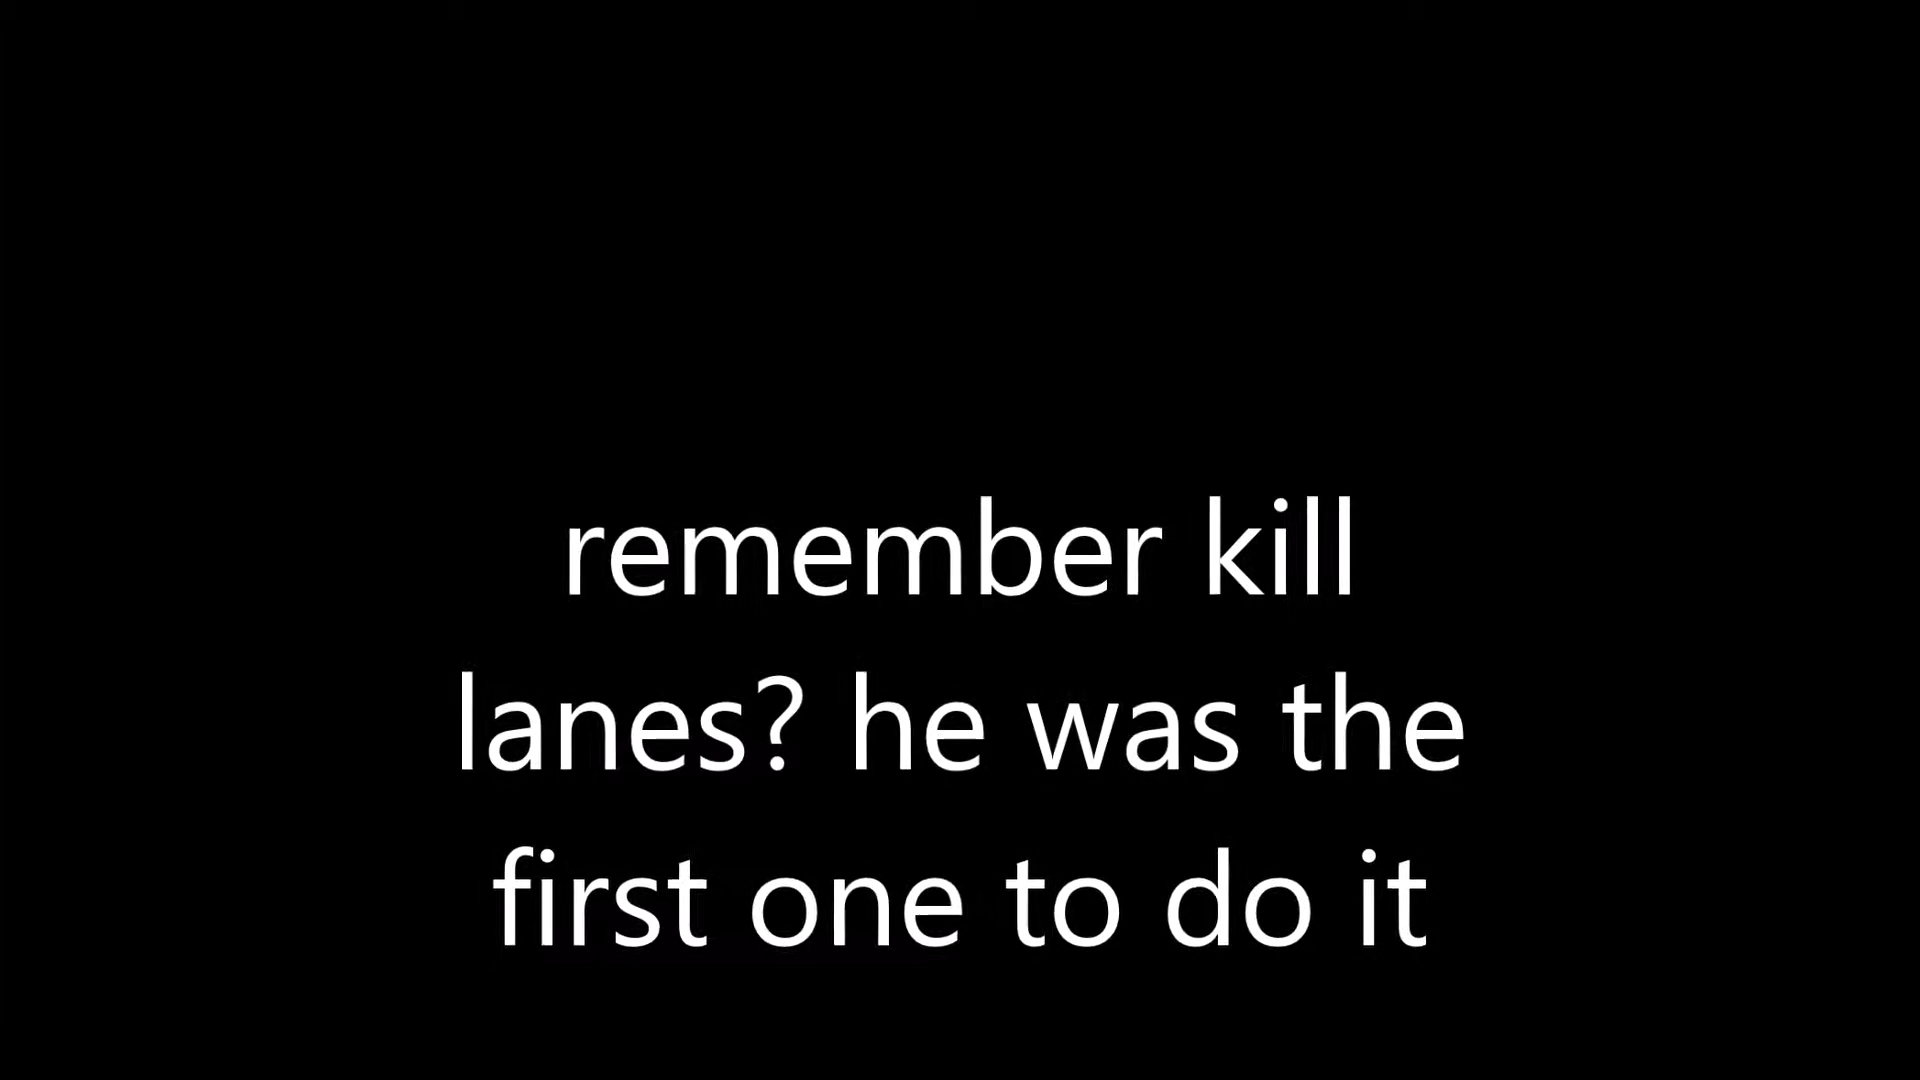 remember kill
lanes? he was the
first one to do it